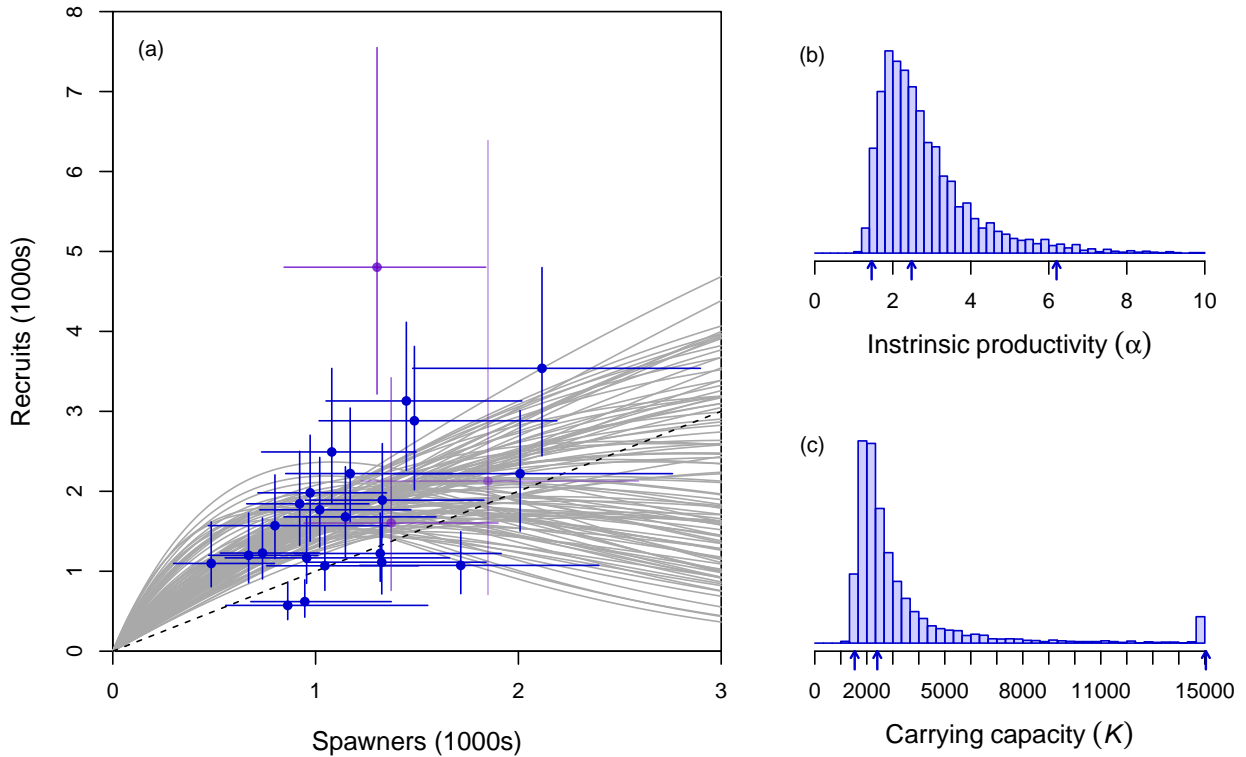 (a)
8
7
6
5
4
3
2
1
0
Recruits (1000s)
0 1 2 3
Spawners (1000s)
(b)
0 2 4 6 8 10
Instrinsic productivity (α)
(c)
0 2000 5000 8000 11000 15000
Carrying capacity (K)